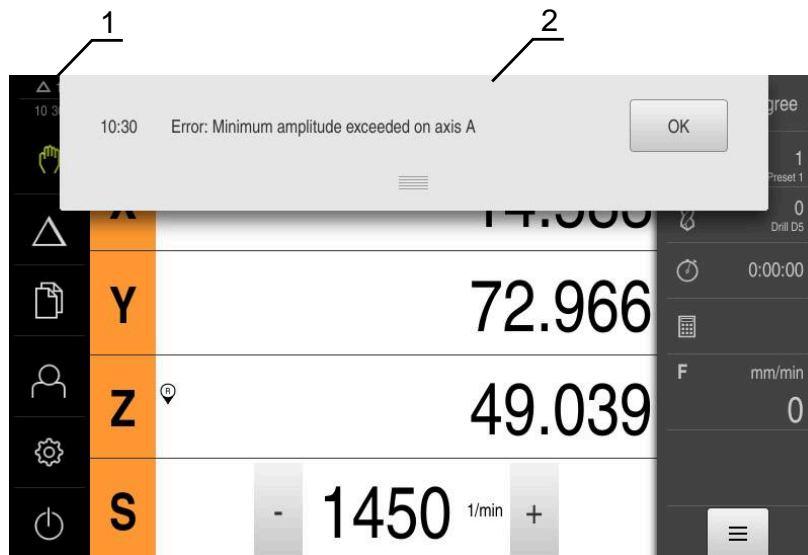 1
2
10:30 Error: Minimum amplitude exceeded on axis A OK
gree
1
Preset 1
0
Drill D5
0:00:00
Y 72.966
Z R 49.039
F mm/min
0
S - 1450 1/min +